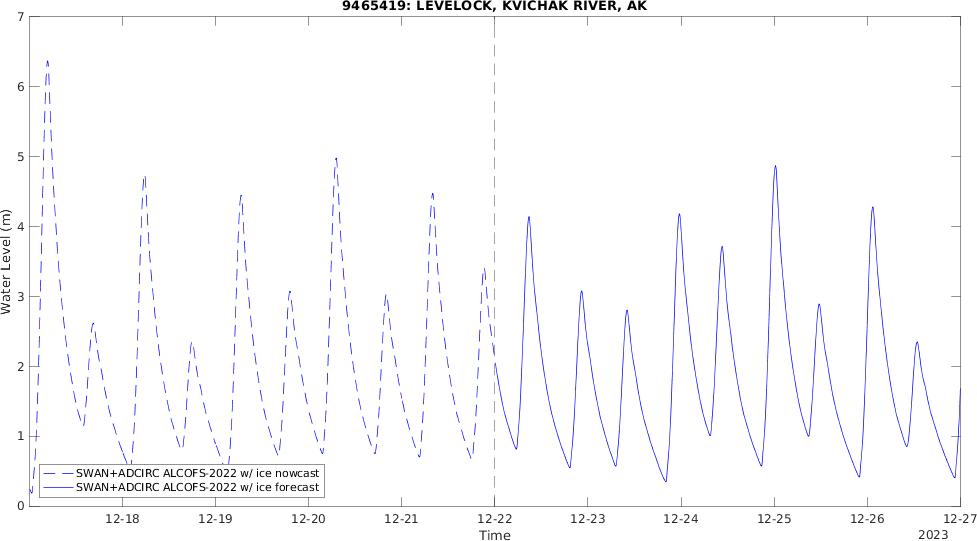 9465419: LEVELOCK, KVICHAK RIVER, AK
7
6
5
4
3
2
1
0
Water Level (m)
SWAN+ADCIRC ALCOFS-2022 w/ ice nowcast
SWAN+ADCIRC ALCOFS-2022 w/ ice forecast
12-18 12-19 12-20 12-21 12-22 12-23 12-24 12-25 12-26 12-27
Time
2023